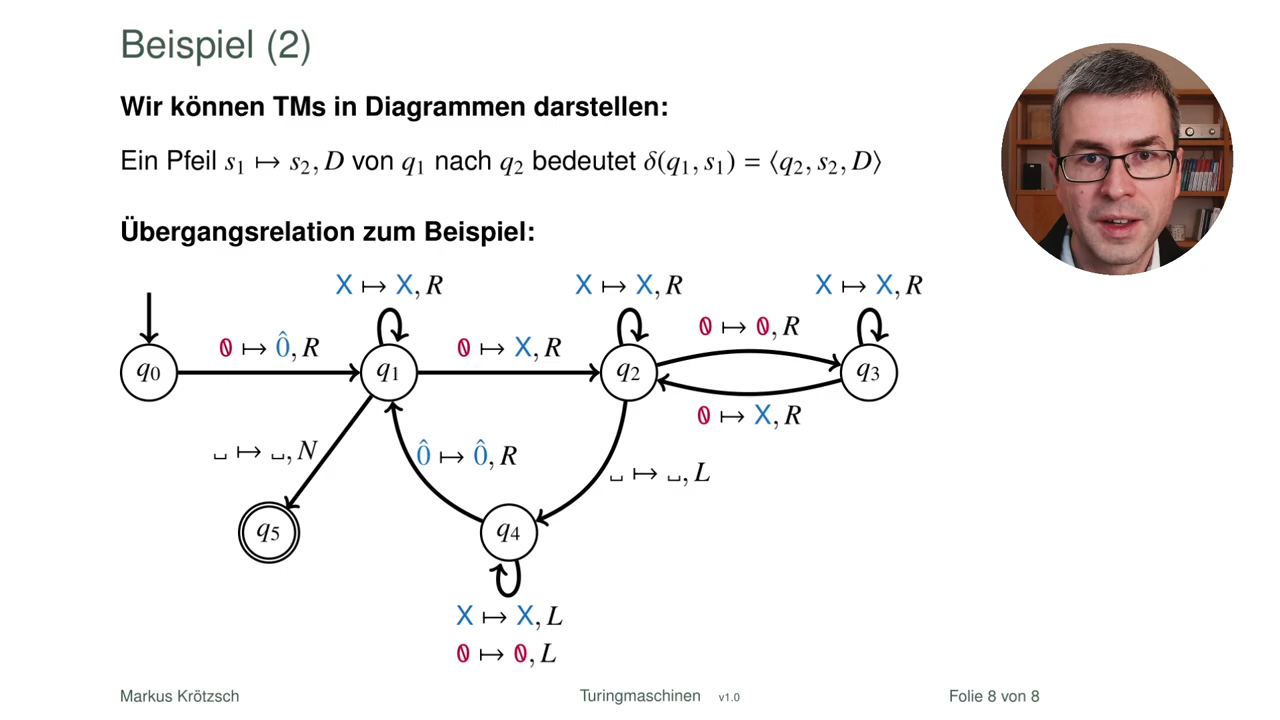 Beispiel (2)
Wir können TMs in Diagrammen darstellen:
Ein Pfeil s₁ ↦ s₂, D von q₁ nach q₂ bedeutet δ(q₁, s₁) = ⟨q₂, s₂, D⟩
Übergangsrelation zum Beispiel:
X ↦ X, R
X ↦ X, R
X ↦ X, R
0 ↦ 0̂, R
0 ↦ X, R
0 ↦ 0, R
q₀
q₁
q₂
q₃
0 ↦ X, R
␣ ↦ ␣, N
0̂ ↦ 0̂, R
␣ ↦ ␣, L
q₅
q₄
X ↦ X, L
0 ↦ 0, L
Markus Krötzsch
Turingmaschinen v1.0
Folie 8 von 8